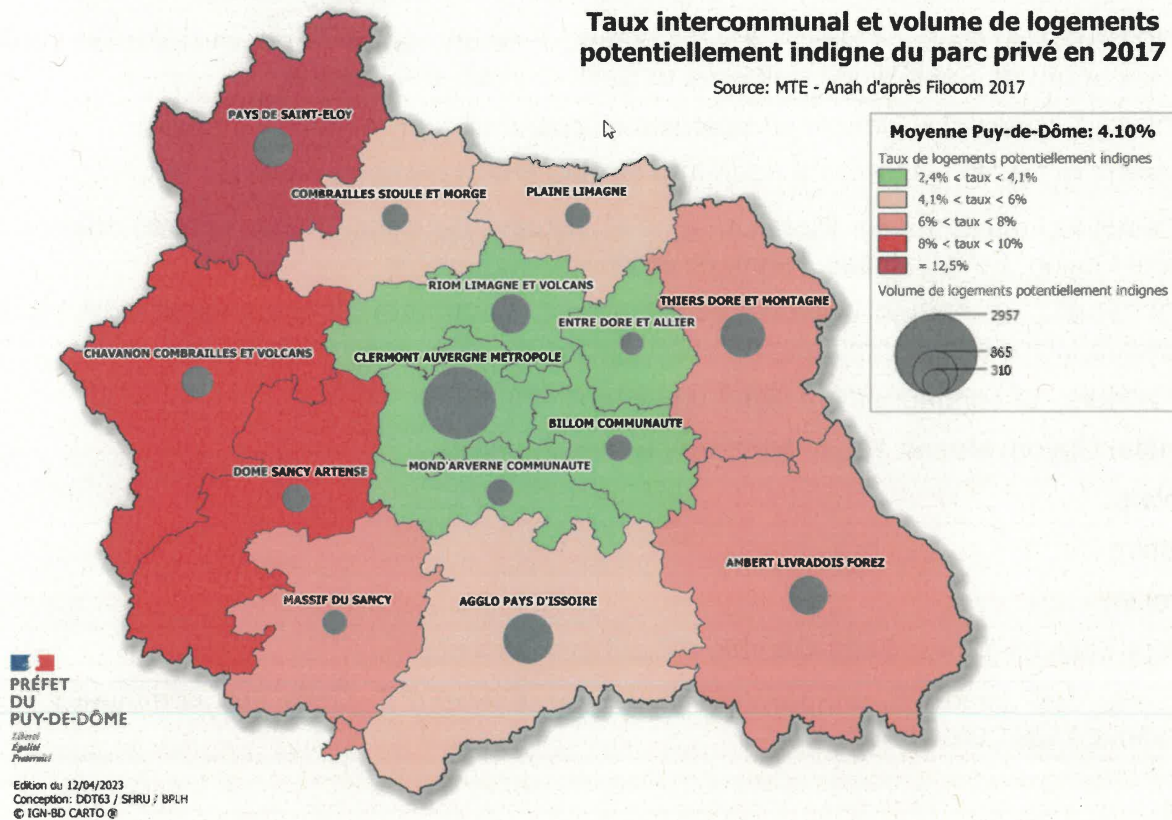 Taux intercommunal et volume de logements
potentiellement indigne du parc privé en 2017
Source: MTE - Anah d'après Filocom 2017
Moyenne Puy-de-Dôme: 4.10%
Taux de logements potentiellement indignes
2,4% < taux < 4,1%
4,1% < taux < 6%
6% < taux < 8%
8% < taux < 10%
= 12,5%
Volume de logements potentiellement indignes
2957
865
310
PAYS DE SAINT-ELOY
COMBRAILLES SIOULE ET MORGE
PLAINE LIMAGNE
RIOM LIMAGNE ET VOLCANS
THIERS DORE ET MONTAGNE
ENTRE DORE ET ALLIER
CHAVANON COMBRAILLES ET VOLCANS
CLERMONT AUVERGNE METROPOLE
BILLOM COMMUNAUTE
MOND'ARVERNE COMMUNAUTE
DOME SANCY ARTENSE
AMBERT LIVRADOIS FOREZ
MASSIF DU SANCY
AGGLO PAYS D'ISSOIRE
PRÉFET
DU
PUY-DE-DÔME
Liberté
Égalité
Fraternité
Edition du 12/04/2023
Conception: DDT63 / SHRU / BPLH
© IGN-BD CARTO ®